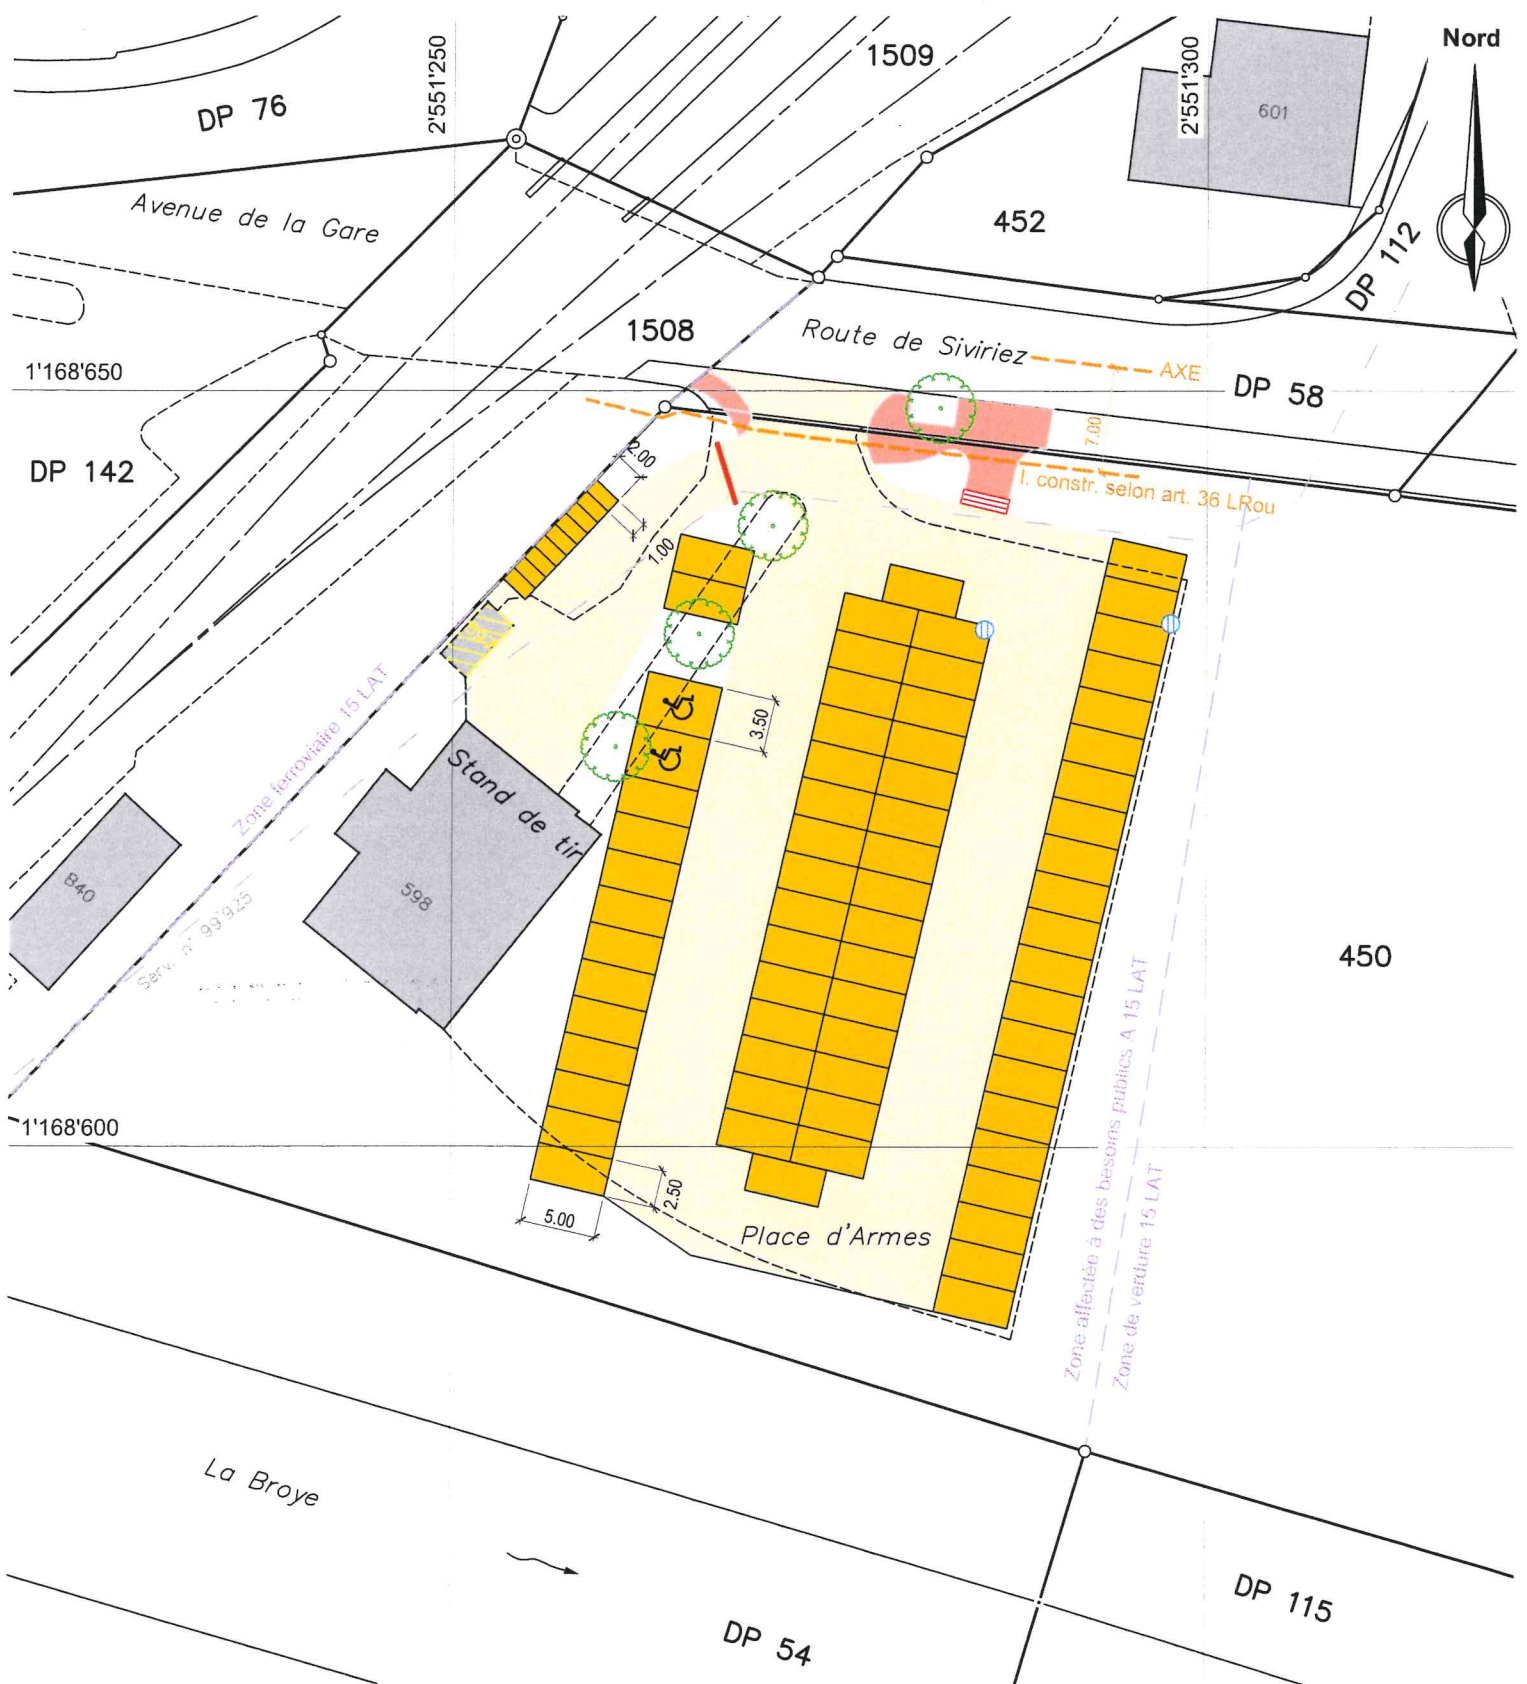 Nord
1509
2'551'250
2'551'300
601
DP 76
Avenue de la Gare
452
DP 112
1508
Route de Siviriez
AXE
1'168'650
DP 58
7.00
DP 142
2.00
l. constr. selon art. 36 LRou
1.00
Zone ferroviaire 15 LAT
3.50
Stand de tir
B40
598
Serv. n° 99'925
450
1'168'600
2.50
5.00
Place d'Armes
Zone affectée à des besoins publics A 15 LAT
Zone de verdure 15 LAT
La Broye
DP 115
DP 54